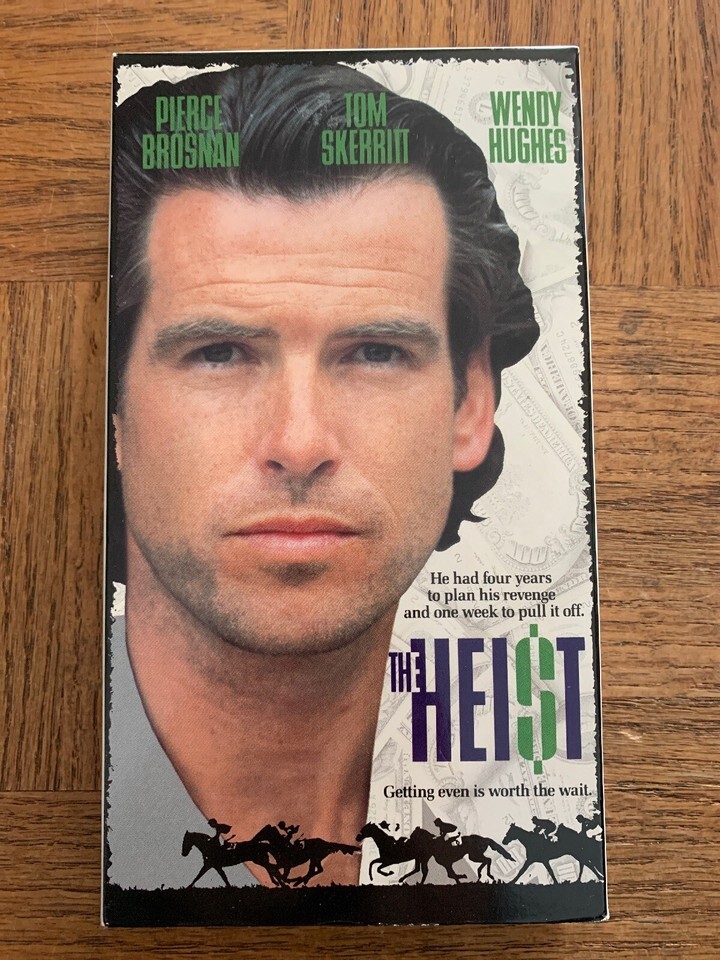 PIERCE BROSNAN
TOM SKERRITT
WENDY HUGHES
He had four years
to plan his revenge
and one week to pull it off.
THE HEI$T
Getting even is worth the wait.